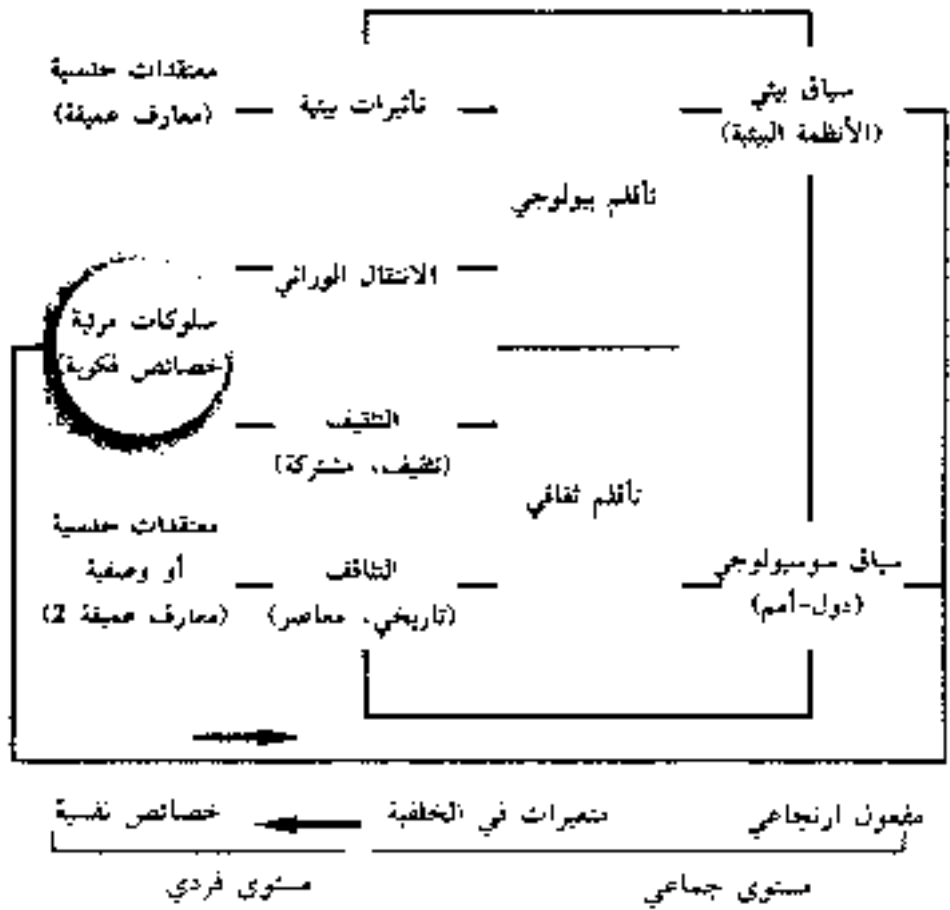 معتقدات حدسية
(معارف عميقة)
تأثيرات بيئية
سياق بيئي
(الأنظمة البيئية)
تأقلم بيولوجي
الانتقال الوراثي
سلوكات مرئية
(خصائص فكرية)
التثقيف
(تثقيف، مشتركة)
تأقلم ثقافي
معتقدات حدسية
أو وصفية
(معارف عميقة 2)
التثاقف
(تاريخي، معاصر)
سياق سوسيولوجي
(دول-أمم)
مفعول ارتجاعي
متغيرات في الخلفية
خصائص نفسية
مستوى جماعي
مستوى فردي